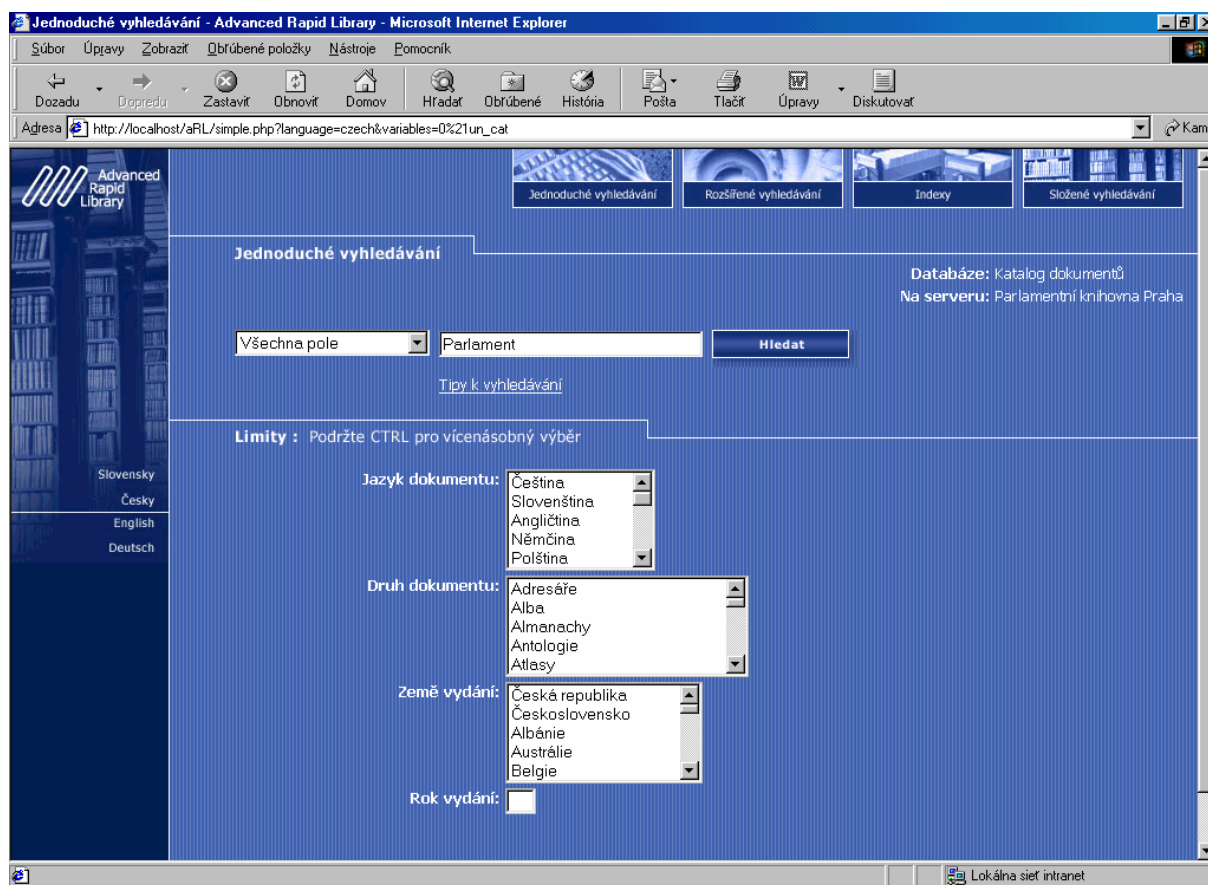 Jednoduché vyhledávání - Advanced Rapid Library - Microsoft Internet Explorer
Súbor Úpravy Zobraziť Obľúbené položky Nástroje Pomocník
Dozadu Dopredu Zastaviť Obnoviť Domov Hľadať Obľúbené História Pošta Tlačiť Úpravy Diskutovať
Adresa http://localhost/aRL/simple.php?language=czech&variables=0%21un_cat Kam
Advanced
Rapid
Library
Jednoduché vyhledávání Rozšířené vyhledávání Indexy Složené vyhledávání
Jednoduché vyhledávání
Databáze: Katalog dokumentů
Na serveru: Parlamentní knihovna Praha
Všechna pole Parlament Hledat
Tipy k vyhledávání
Limity : Podržte CTRL pro vícenásobný výběr
Slovensky
Česky
English
Deutsch
Jazyk dokumentu: Čeština
Slovenština
Angličtina
Němčina
Polština
Druh dokumentu: Adresáře
Alba
Almanachy
Antologie
Atlasy
Země vydání: Česká republika
Československo
Albánie
Austrálie
Belgie
Rok vydání:
Lokálna sieť intranet